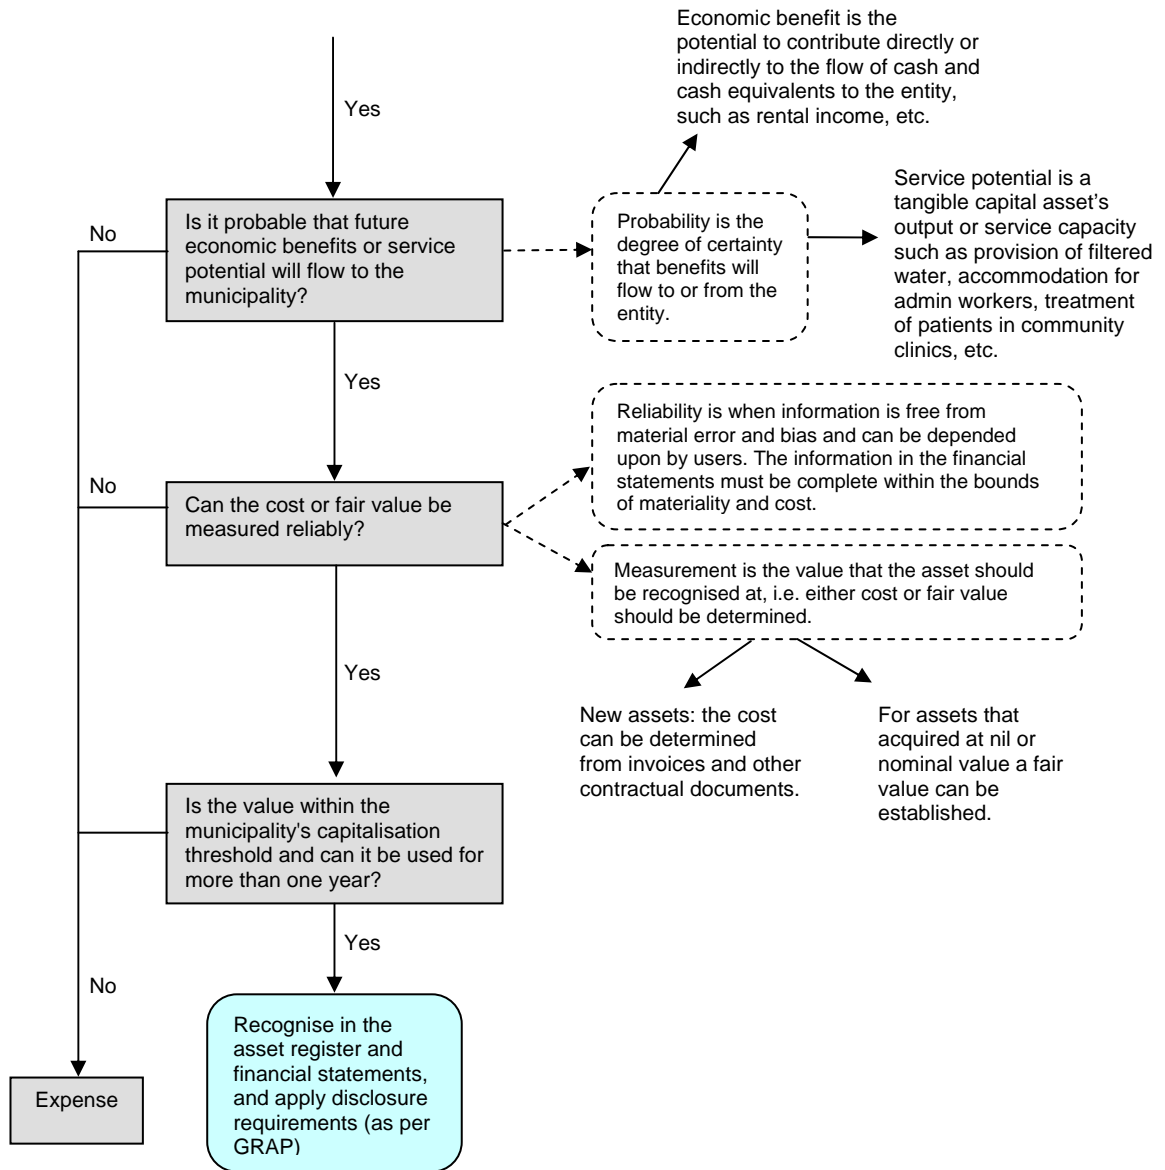 Economic benefit is the
potential to contribute directly or
indirectly to the flow of cash and
cash equivalents to the entity,
such as rental income, etc.
Yes
No
Is it probable that future
economic benefits or service
potential will flow to the
municipality?
Probability is the
degree of certainty
that benefits will
flow to or from the
entity.
Service potential is a
tangible capital asset's
output or service capacity
such as provision of filtered
water, accommodation for
admin workers, treatment
of patients in community
clinics, etc.
Yes
Reliability is when information is free from
material error and bias and can be depended
upon by users. The information in the financial
statements must be complete within the bounds
of materiality and cost.
No
Can the cost or fair value be
measured reliably?
Measurement is the value that the asset should
be recognised at, i.e. either cost or fair value
should be determined.
Yes
New assets: the cost
can be determined
from invoices and other
contractual documents.
For assets that
acquired at nil or
nominal value a fair
value can be
established.
Is the value within the
municipality's capitalisation
threshold and can it be used for
more than one year?
Yes
No
Recognise in the
asset register and
financial statements,
and apply disclosure
requirements (as per
GRAP)
Expense